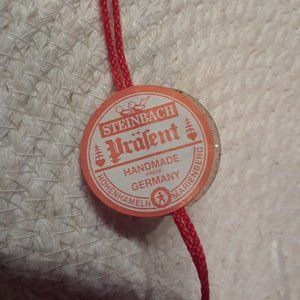 STEINBACH
Präsent
HANDMADE
FROM
GERMANY
HOHENHAMELN MARIENBERG